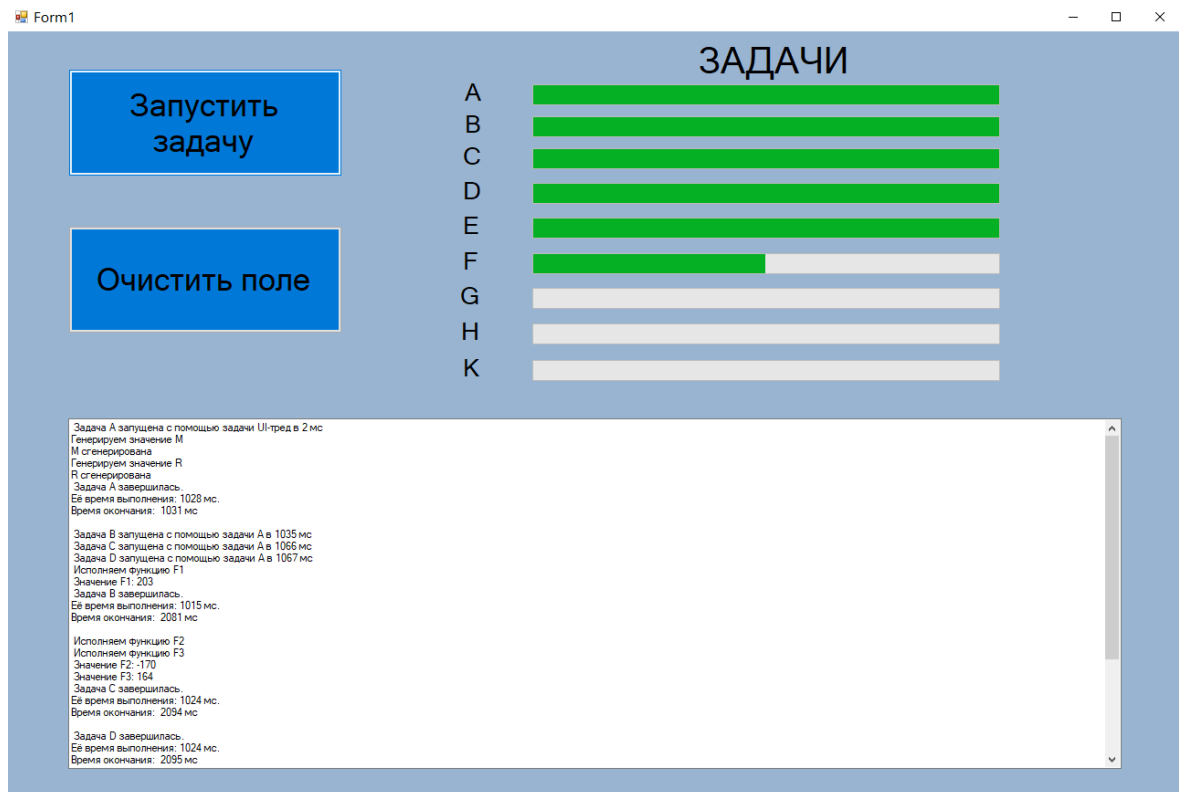 Form1
Запустить
задачу
Очистить поле
ЗАДАЧИ
A
B
C
D
E
F
G
H
K
Задача A запущена с помощью задачи UI-тред в 2 мс
Генерируем значение M
M сгенерирована
Генерируем значение R
R сгенерирована
Задача A завершилась.
Её время выполнения: 1028 мс.
Время окончания: 1031 мс
Задача B запущена с помощью задачи A в 1035 мс
Задача C запущена с помощью задачи A в 1066 мс
Задача D запущена с помощью задачи A в 1067 мс
Исполняем функцию F1
Значение F1: 203
Задача B завершилась.
Её время выполнения: 1015 мс.
Время окончания: 2081 мс
Исполняем функцию F2
Исполняем функцию F3
Значение F2: -170
Значение F3: 164
Задача C завершилась.
Её время выполнения: 1024 мс.
Время окончания: 2094 мс
Задача D завершилась.
Её время выполнения: 1024 мс.
Время окончания: 2095 мс